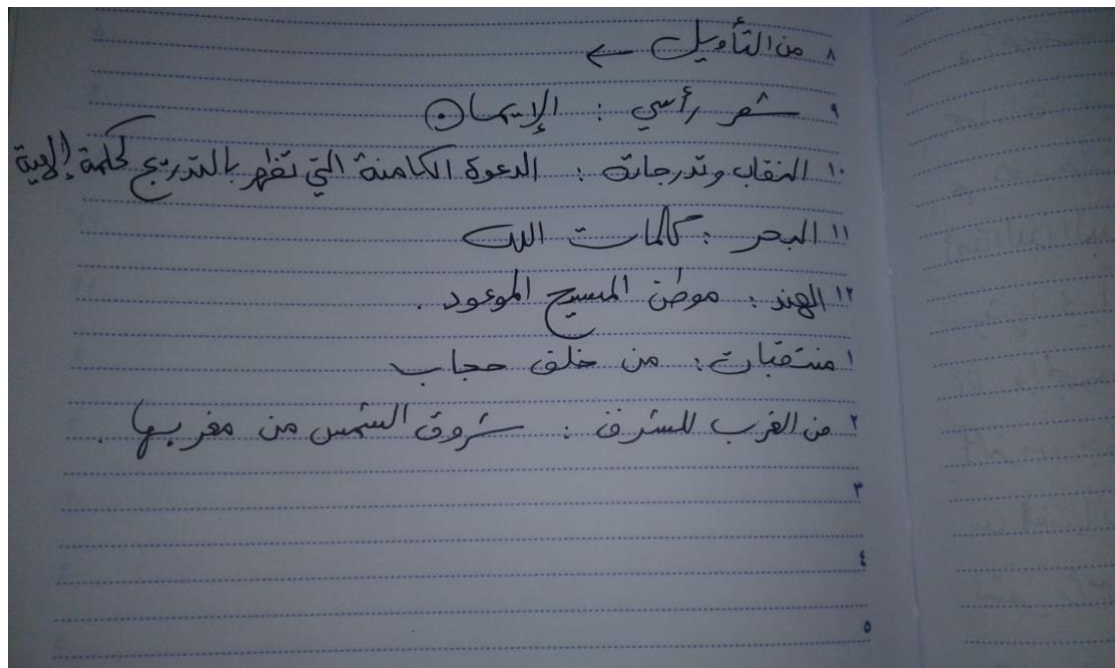 ٨ من التأويل ←
٩ شعر رأسي : الإيمان
١٠ النقاب وتدرجاته : الدعوة الكامنة التي تظهر بالتدريج لحكمة إلهية
١١ البحر : كلمات الله
١٢ الهند : موطن المسيح الموعود .
١ منتقبات : من خلف حجاب
٢ من الغرب للشرق : شروق الشمس من مغربها .
٣
٤
٥